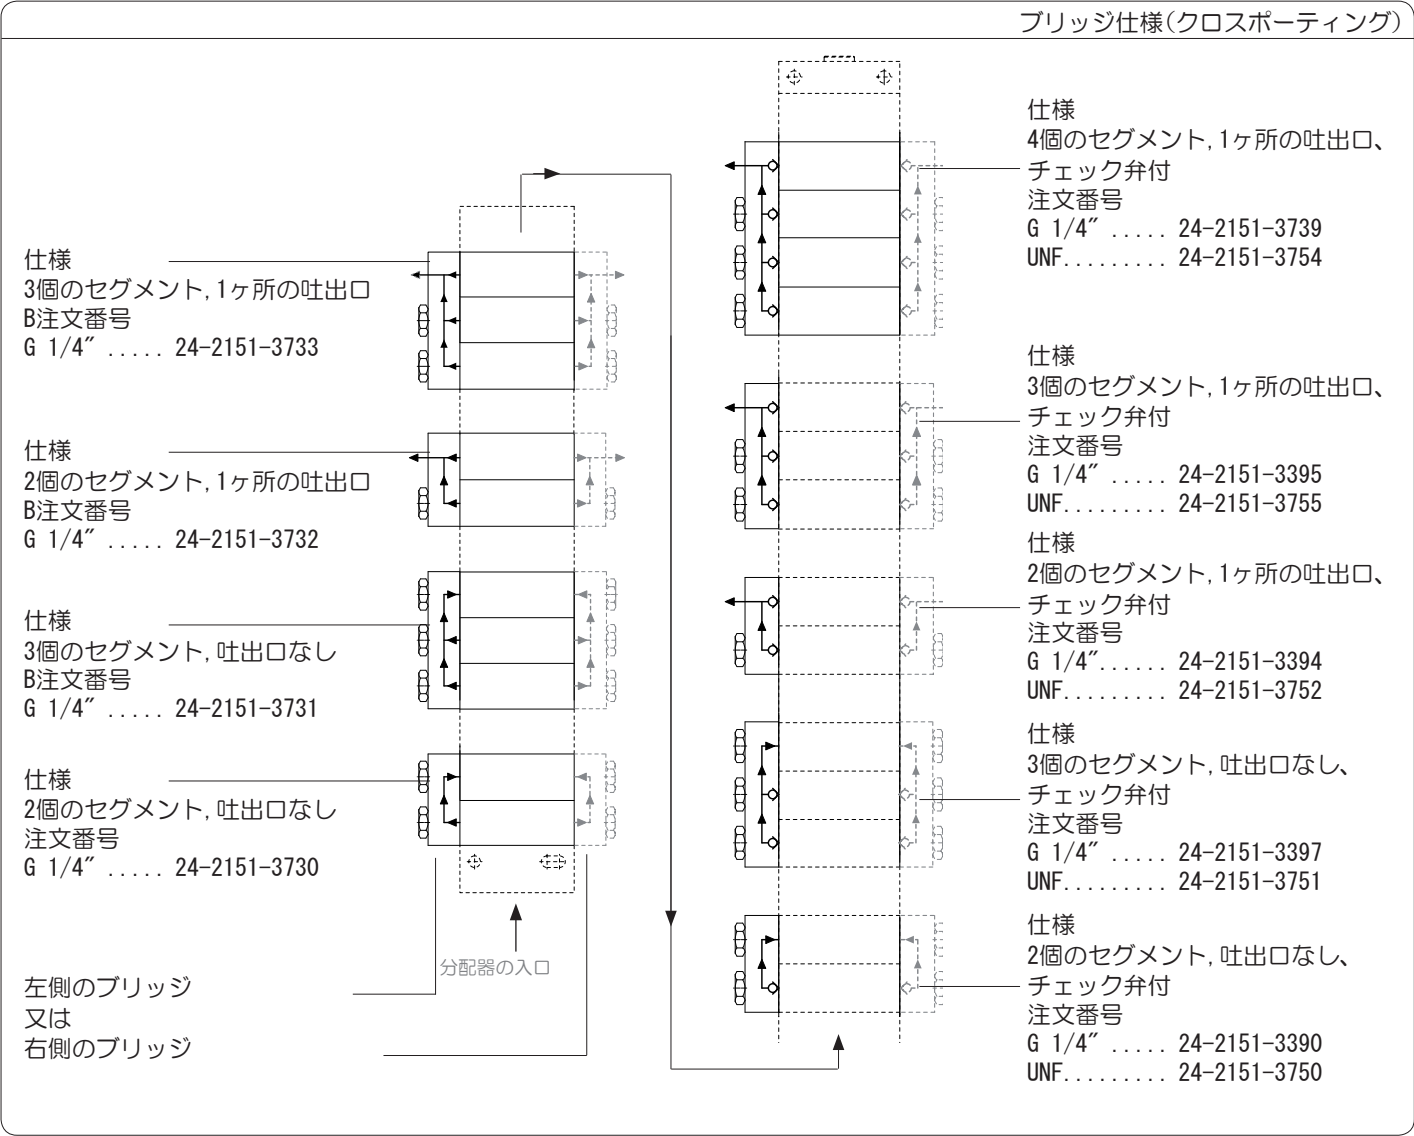 ブリッジ仕様(クロスポーティング)
仕様
3個のセグメント,1ヶ所の吐出口
B注文番号
G 1/4" ..... 24-2151-3733
仕様
2個のセグメント,1ヶ所の吐出口
B注文番号
G 1/4" ..... 24-2151-3732
仕様
3個のセグメント,吐出口なし
B注文番号
G 1/4" ..... 24-2151-3731
仕様
2個のセグメント,吐出口なし
注文番号
G 1/4" ..... 24-2151-3730
左側のブリッジ
又は
右側のブリッジ
分配器の入口
仕様
4個のセグメント,1ヶ所の吐出口、
チェック弁付
注文番号
G 1/4" ..... 24-2151-3739
UNF......... 24-2151-3754
仕様
3個のセグメント,1ヶ所の吐出口、
チェック弁付
注文番号
G 1/4" ..... 24-2151-3395
UNF......... 24-2151-3755
仕様
2個のセグメント,1ヶ所の吐出口、
チェック弁付
注文番号
G 1/4"...... 24-2151-3394
UNF......... 24-2151-3752
仕様
3個のセグメント,吐出口なし、
チェック弁付
注文番号
G 1/4" ..... 24-2151-3397
UNF......... 24-2151-3751
仕様
2個のセグメント,吐出口なし、
チェック弁付
注文番号
G 1/4" ..... 24-2151-3390
UNF......... 24-2151-3750